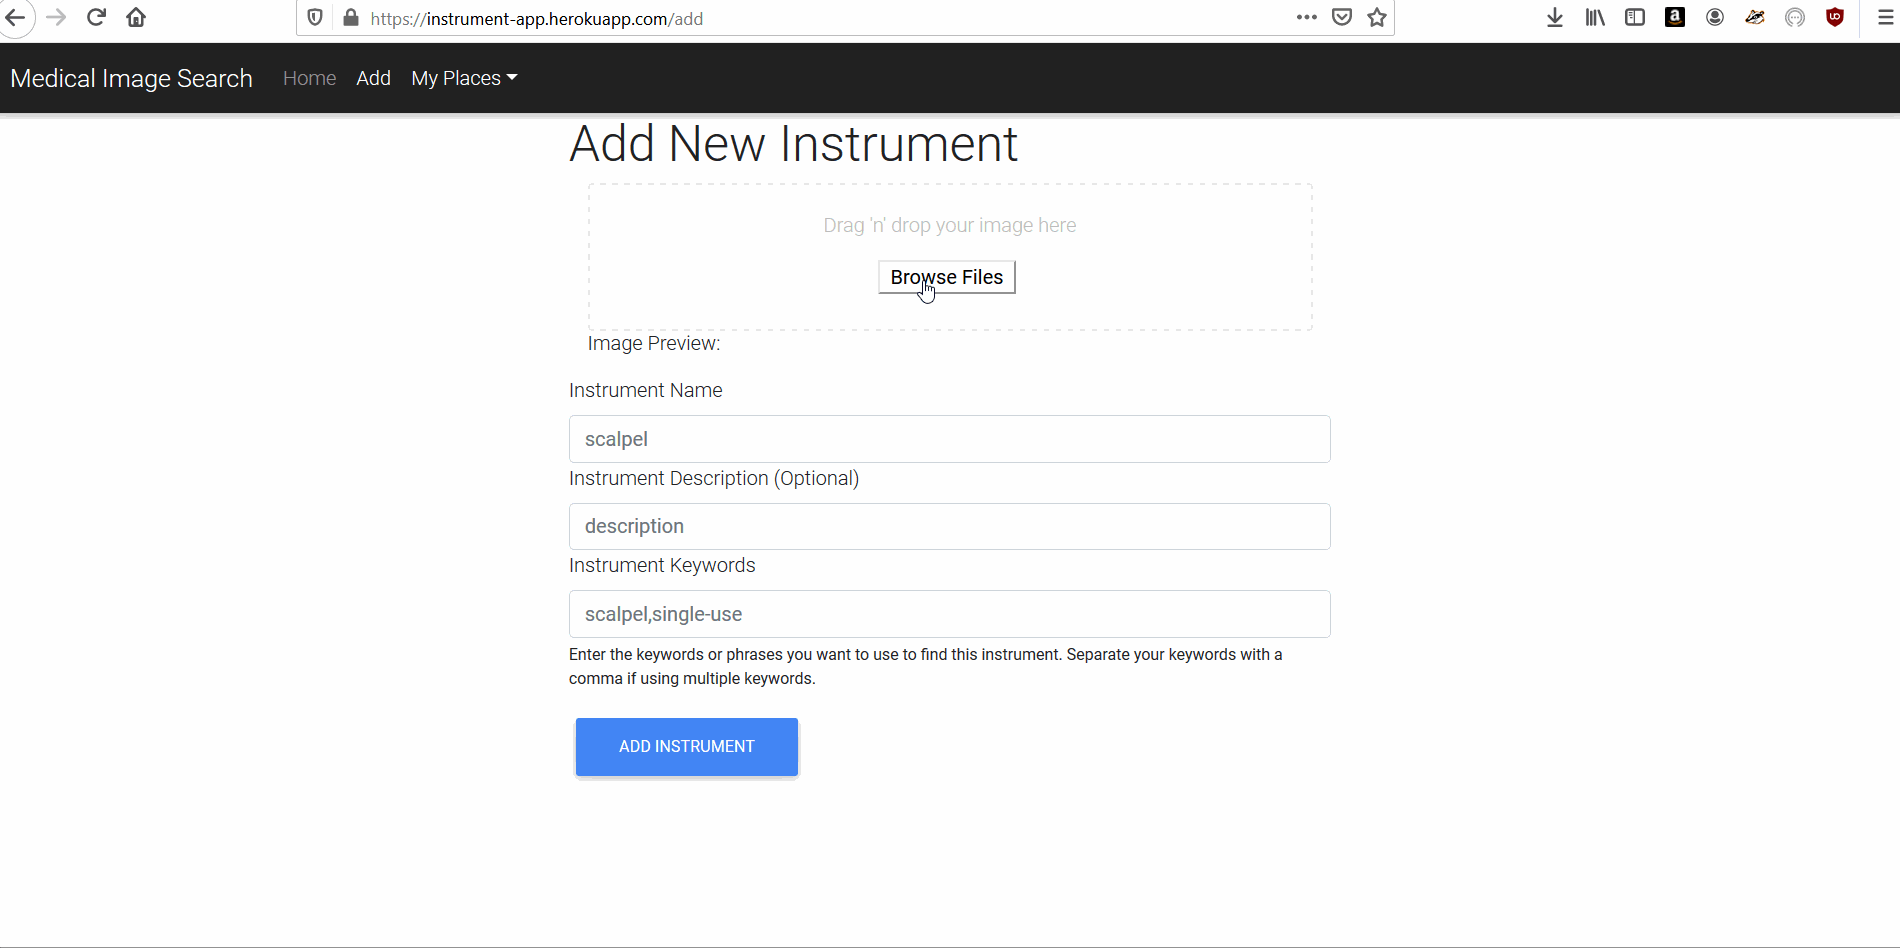 https://instrument-app.herokuapp.com/add
Medical Image Search Home Add My Places
Add New Instrument
Drag 'n' drop your image here
Browse Files
Image Preview:
Instrument Name
scalpel
Instrument Description (Optional)
description
Instrument Keywords
scalpel,single-use
Enter the keywords or phrases you want to use to find this instrument. Separate your keywords with a
comma if using multiple keywords.
ADD INSTRUMENT